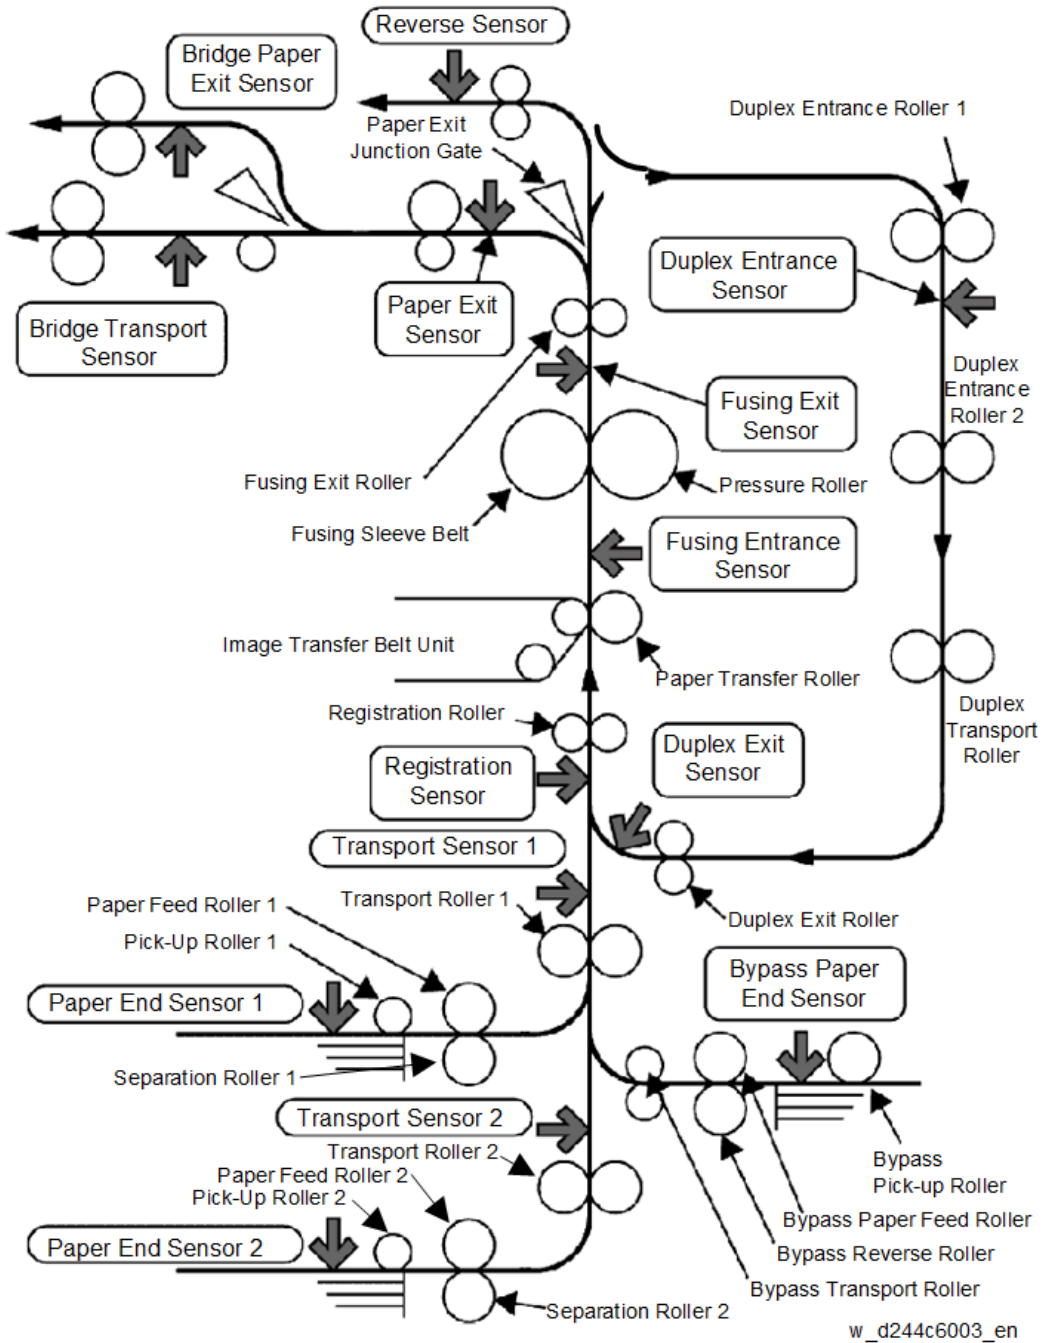 Reverse Sensor
Bridge Paper
Exit Sensor
Paper Exit
Junction Gate
Duplex Entrance Roller 1
Duplex Entrance
Sensor
Paper Exit
Sensor
Bridge Transport
Sensor
Duplex
Entrance
Roller 2
Fusing Exit
Sensor
Fusing Exit Roller
Pressure Roller
Fusing Sleeve Belt
Fusing Entrance
Sensor
Image Transfer Belt Unit
Paper Transfer Roller
Registration Roller
Duplex
Transport
Roller
Duplex Exit
Sensor
Registration
Sensor
Transport Sensor 1
Paper Feed Roller 1
Transport Roller 1
Duplex Exit Roller
Pick-Up Roller 1
Bypass Paper
End Sensor
Paper End Sensor 1
Separation Roller 1
Transport Sensor 2
Transport Roller 2
Paper Feed Roller 2
Pick-Up Roller 2
Bypass
Pick-up Roller
Bypass Paper Feed Roller
Paper End Sensor 2
Bypass Reverse Roller
Bypass Transport Roller
Separation Roller 2
w_d244c6003_en